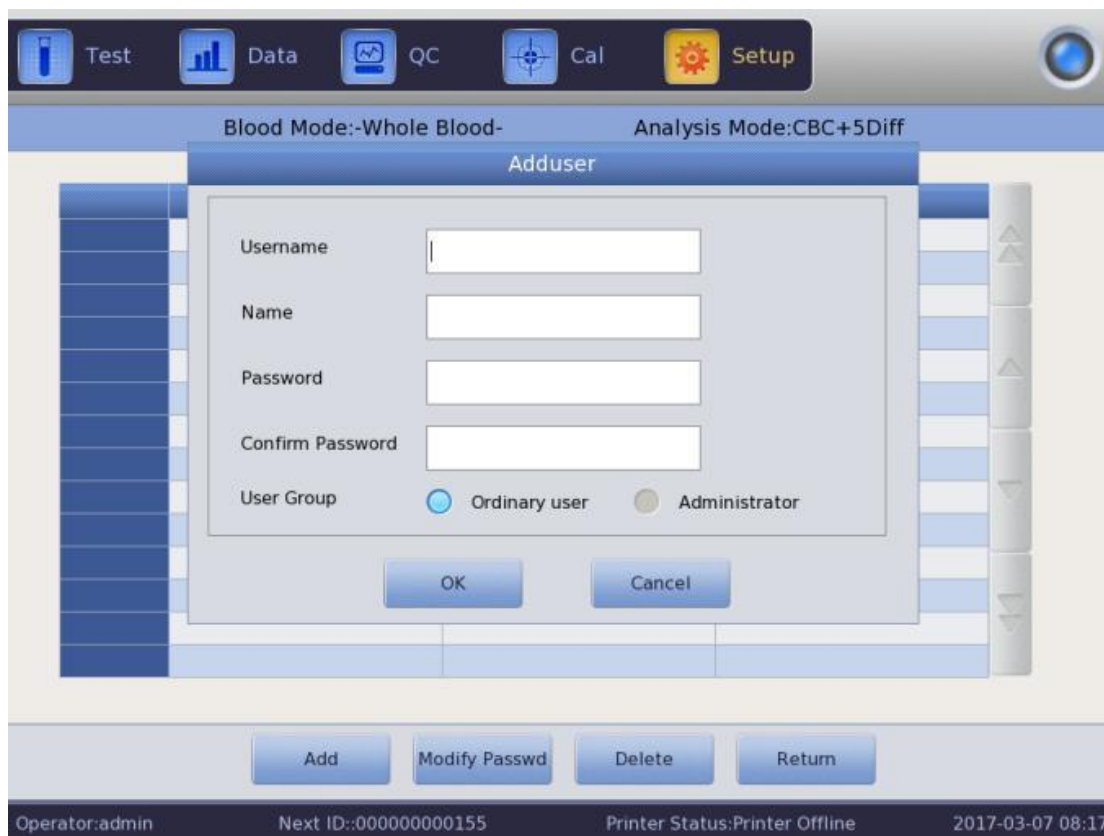 Test Data QC Cal Setup
Blood Mode:-Whole Blood- Analysis Mode:CBC+5Diff
Adduser
Username
Name
Password
Confirm Password
User Group Ordinary user Administrator
OK Cancel
Add Modify Passwd Delete Return
Operator:admin Next ID::000000000155 Printer Status:Printer Offline 2017-03-07 08:17